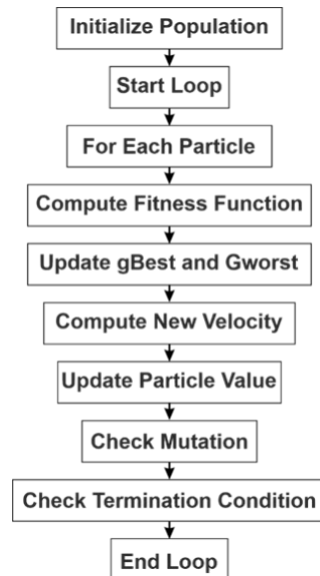 Initialize Population
Start Loop
For Each Particle
Compute Fitness Function
Update gBest and Gworst
Compute New Velocity
Update Particle Value
Check Mutation
Check Termination Condition
End Loop